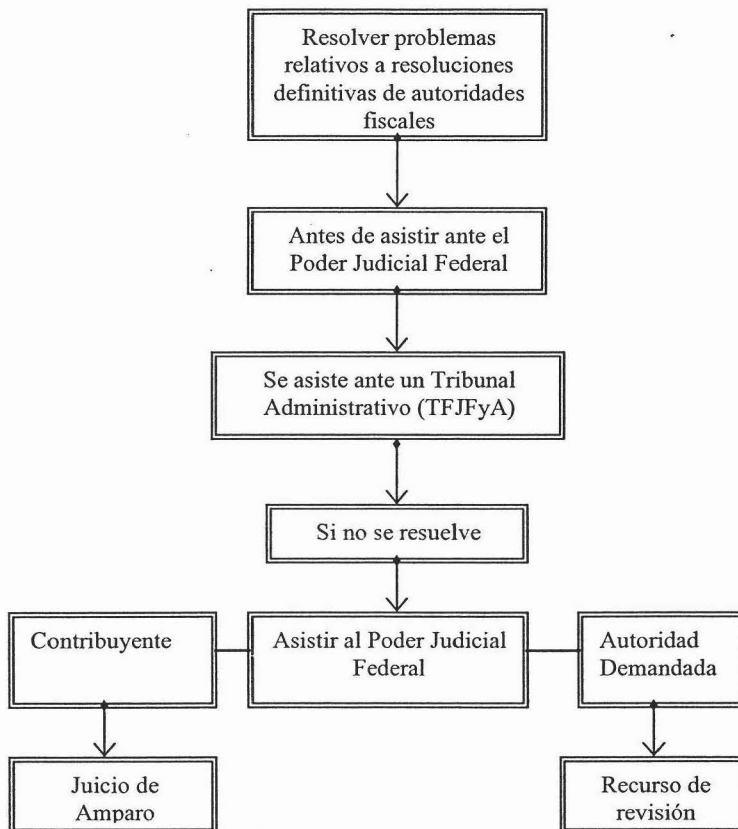 Resolver problemas
relativos a resoluciones
definitivas de autoridades
fiscales
Antes de asistir ante el
Poder Judicial Federal
Se asiste ante un Tribunal
Administrativo (TFJFyA)
Si no se resuelve
Contribuyente
Asistir al Poder Judicial
Federal
Autoridad
Demandada
Juicio de
Amparo
Recurso de
revisión